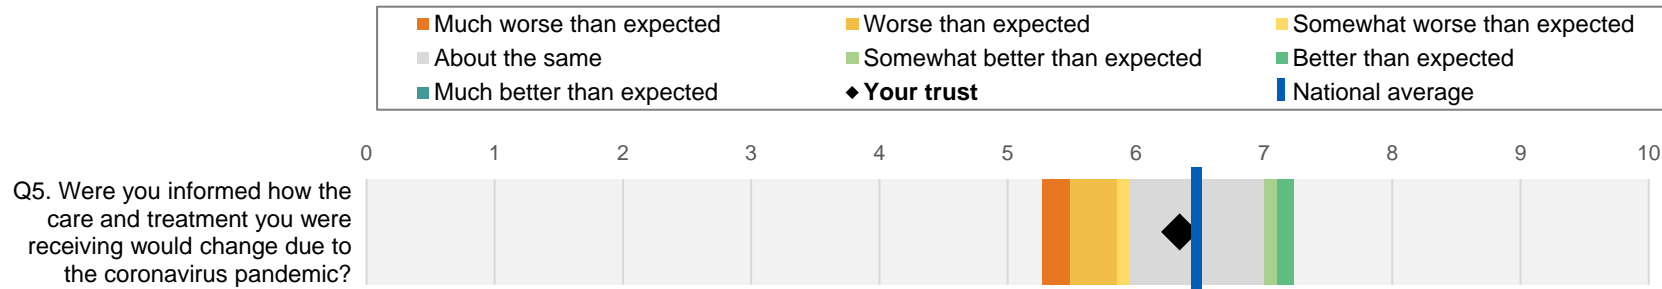 Much worse than expected
Worse than expected
Somewhat worse than expected
About the same
Somewhat better than expected
Better than expected
Much better than expected
Your trust
National average
0 1 2 3 4 5 6 7 8 9 10
Q5. Were you informed how the
care and treatment you were
receiving would change due to
the coronavirus pandemic?